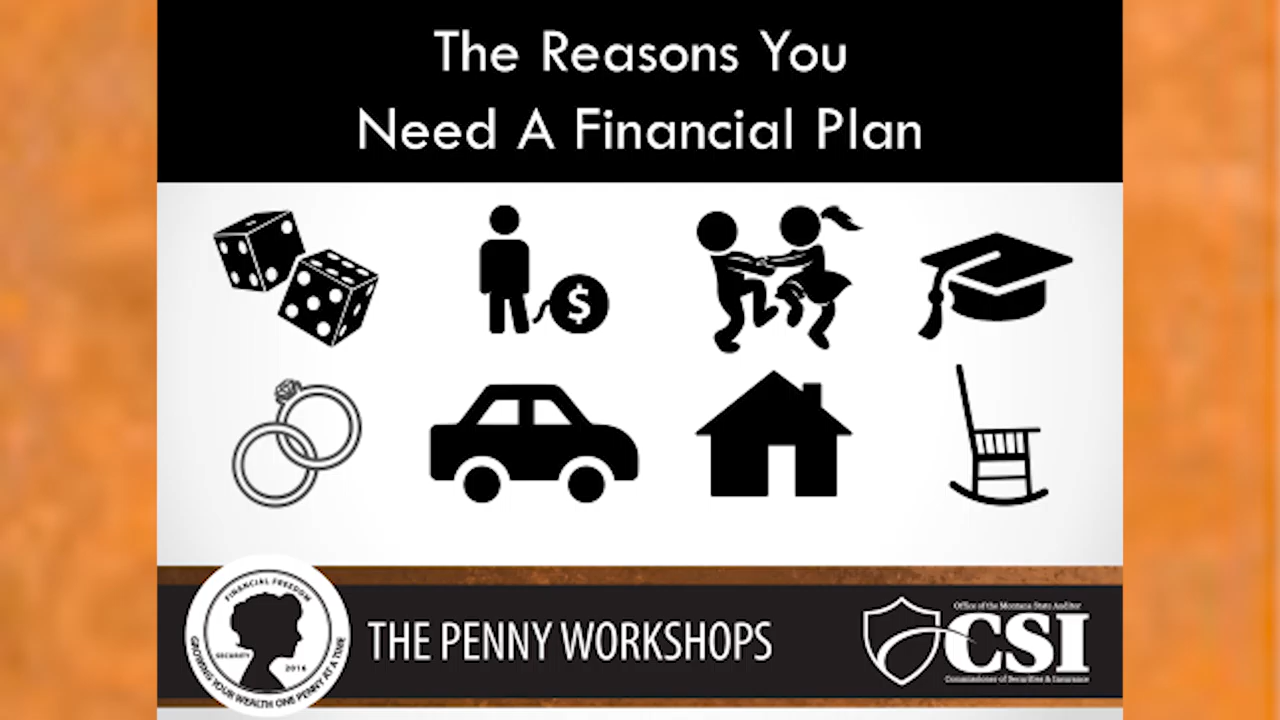 The Reasons You
Need A Financial Plan
$
FINANCIAL FREEDOM
SECURITY
2016
GROWING YOUR WEALTH ONE PENNY AT A TIME
THE PENNY WORKSHOPS
Office of the Montana State Auditor
CSI
Commissioner of Securities & Insurance